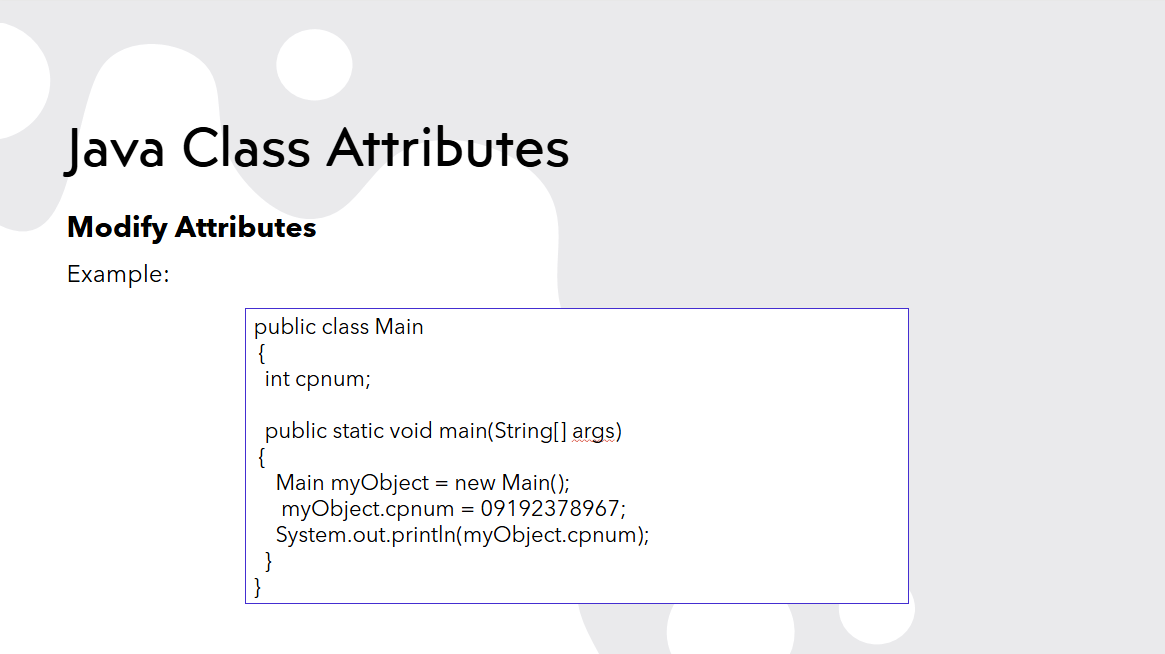 Java Class Attributes
Modify Attributes
Example:
public class Main
{
int cpnum;
public static void main(String[] args)
{
Main myObject = new Main();
myObject.cpnum = 09192378967;
System.out.println(myObject.cpnum);
}
}